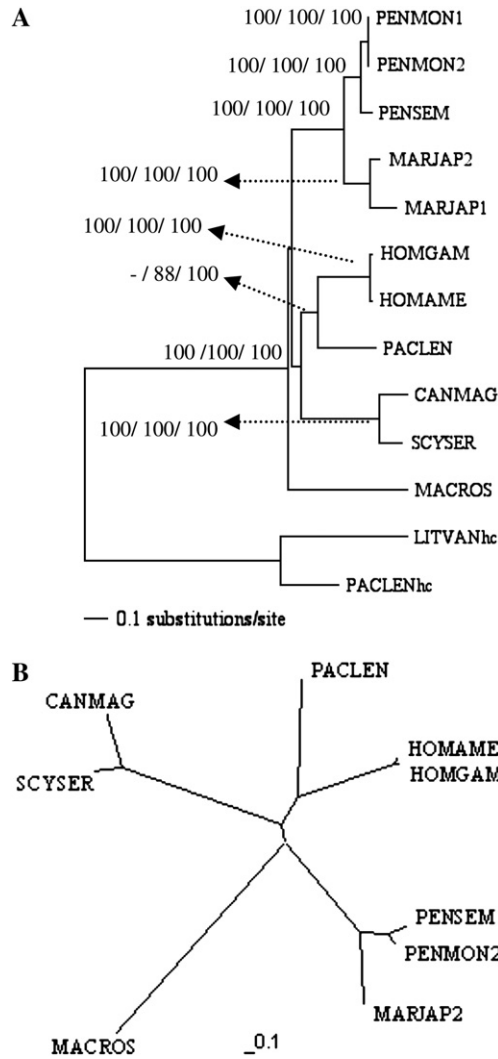 A
100/ 100/ 100
PENMON1
100/ 100/ 100
PENMON2
100/ 100/ 100
PENSEM
100/ 100/ 100
MARJAP2
MARJAP1
100/ 100/ 100
HOMGAM
- / 88/ 100
HOMAME
100 /100/ 100
PACLEN
CANMAG
100/ 100/ 100
SCYSER
MACROS
LITVANhc
PACLENhc
0.1 substitutions/site
B
PACLEN
CANMAG
HOMAME
SCYSER
HOMGAM
PENSEM
PENMON2
MARJAP2
MACROS
_0.1